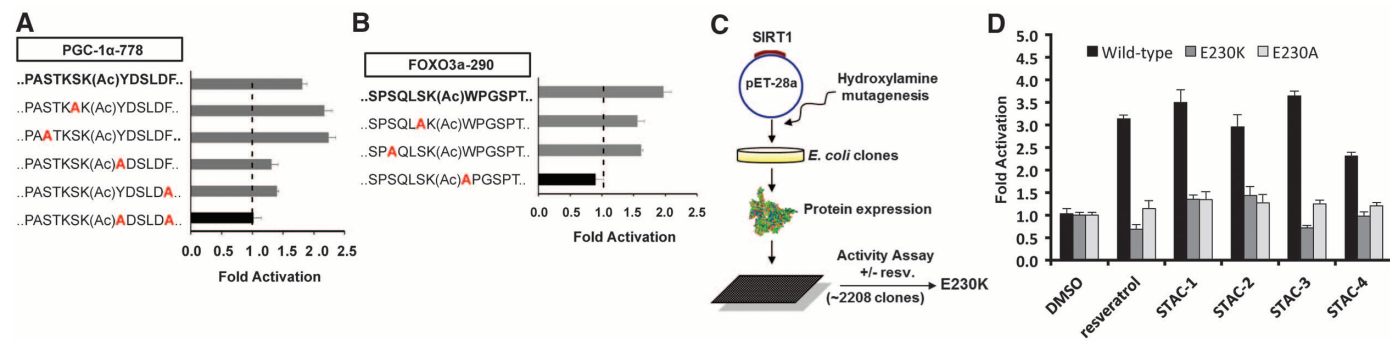 A
PGC-1α-778
..PASTKSK(Ac)YDSLDF..
..PASTKAK(Ac)YDSLDF..
..PAATKSK(Ac)YDSLDF..
..PASTKSK(Ac)ADSLDF..
..PASTKSK(Ac)YDSLDA..
..PASTKSK(Ac)ADSLDA..
0.0 0.5 1.0 1.5 2.0 2.5
Fold Activation
B
FOXO3a-290
..SPSQLSK(Ac)WPGSPT..
..SPSQLAK(Ac)WPGSPT..
..SPAQLSK(Ac)WPGSPT..
..SPSQLSK(Ac)APGSPT..
0.0 0.5 1.0 1.5 2.0 2.5
Fold Activation
C
SIRT1
pET-28a
Hydroxylamine
mutagenesis
E. coli clones
Protein expression
Activity Assay
+/- resv.
(~2208 clones)
E230K
D
Fold Activation
5.0
4.5
4.0
3.5
3.0
2.5
2.0
1.5
1.0
0.5
0.0
Wild-type E230K E230A
DMSO
resveratrol
STAC-1
STAC-2
STAC-3
STAC-4